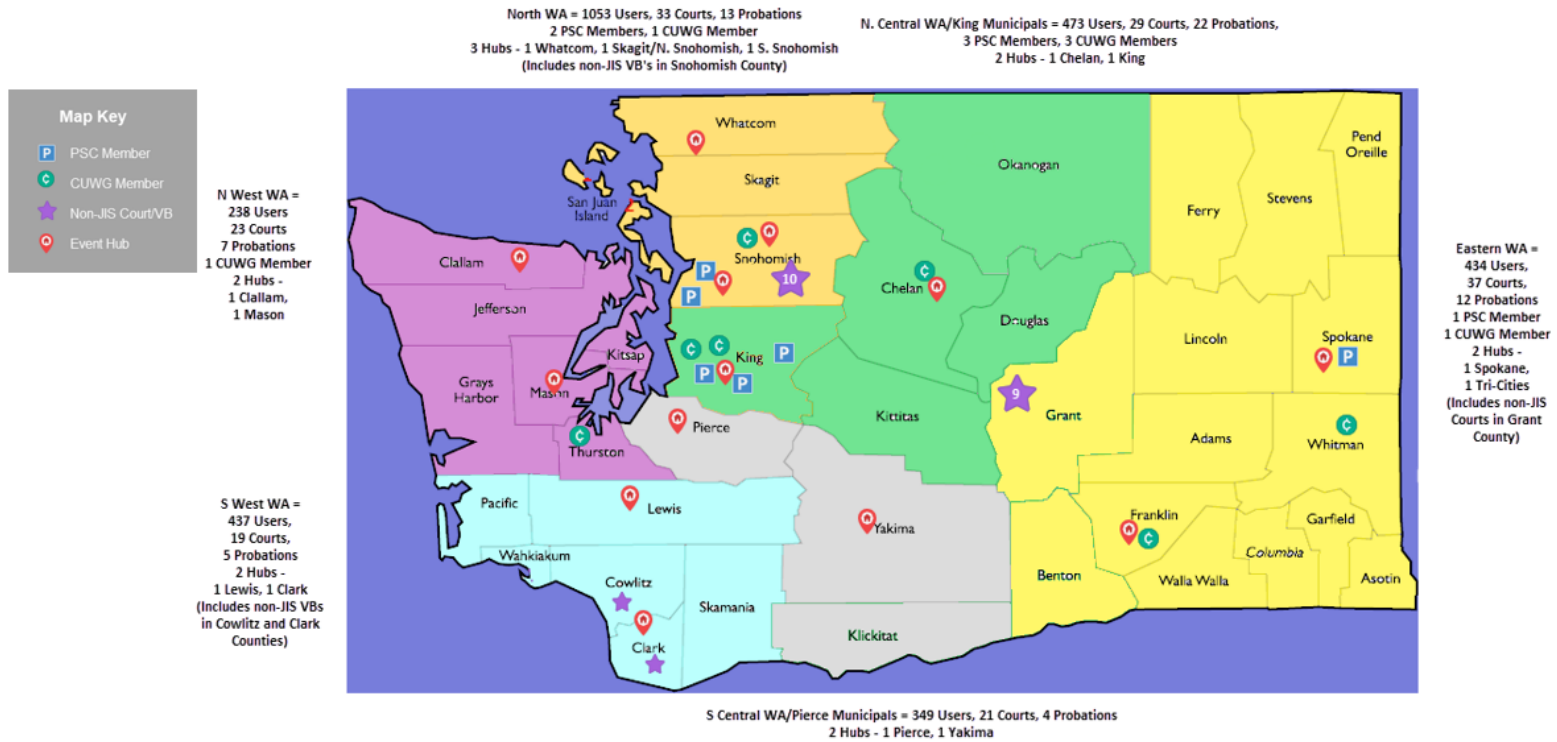 North WA = 1053 Users, 33 Courts, 13 Probations
2 PSC Members, 1 CUWG Member
3 Hubs - 1 Whatcom, 1 Skagit/N. Snohomish, 1 S. Snohomish
(Includes non-JIS VB's in Snohomish County)
N. Central WA/King Municipals = 473 Users, 29 Courts, 22 Probations,
3 PSC Members, 3 CUWG Members
2 Hubs - 1 Chelan, 1 King
Map Key
P PSC Member
C CUWG Member
Non-JIS Court/VB
Event Hub
N West WA =
238 Users
23 Courts
7 Probations
1 CUWG Member
2 Hubs -
1 Clallam,
1 Mason
S West WA =
437 Users,
19 Courts,
5 Probations
2 Hubs -
1 Lewis, 1 Clark
(Includes non-JIS VBs
in Cowlitz and Clark
Counties)
Whatcom
Skagit
San Juan
Island
C
Snohomish
P
10
P
Clallam
Jefferson
Kitsap
Grays
Harbor
Mason
C
Thurston
C C
King
P
P
P
Pierce
Okanogan
C
Chelan
Douglas
Kittitas
Ferry
Stevens
Pend
Oreille
Lincoln
Spokane
P
9
Grant
Adams
C
Whitman
Pacific
Lewis
Wahkiakum
Cowlitz
Skamania
Clark
Yakima
Klickitat
Benton
Franklin
C
Walla Walla
Columbia
Garfield
Asotin
Eastern WA =
434 Users,
37 Courts,
12 Probations
1 PSC Member
1 CUWG Member
2 Hubs -
1 Spokane,
1 Tri-Cities
(Includes non-JIS
Courts in Grant
County)
S Central WA/Pierce Municipals = 349 Users, 21 Courts, 4 Probations
2 Hubs - 1 Pierce, 1 Yakima